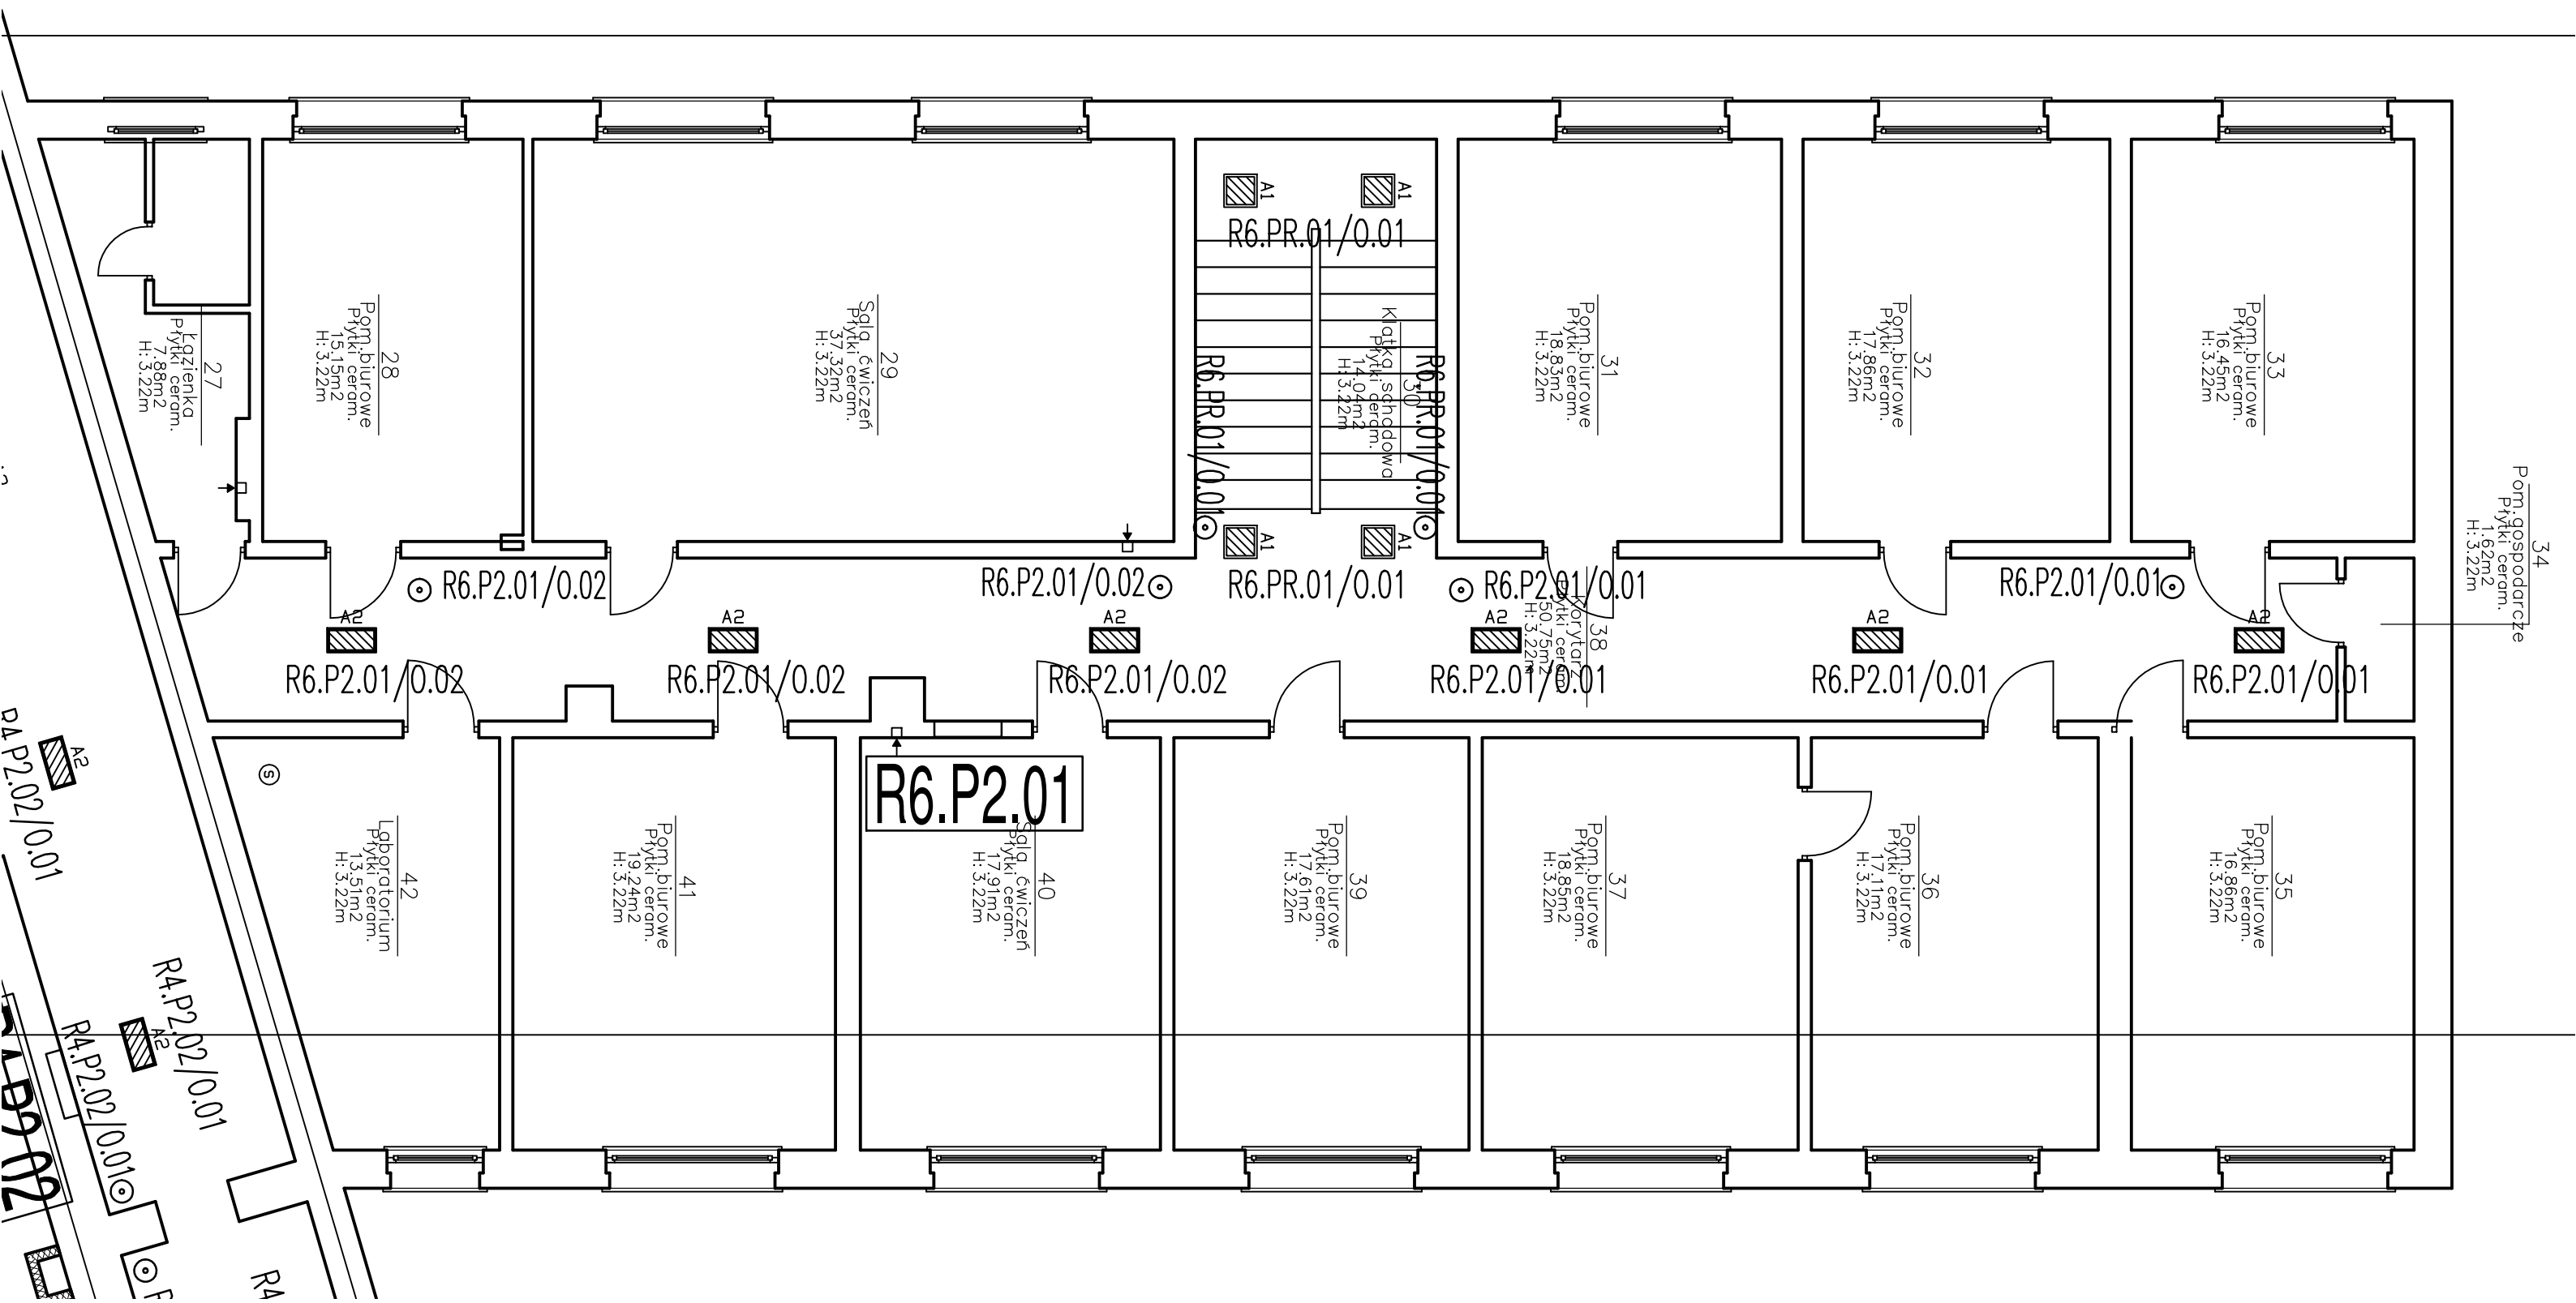 A1
A1
R6.PR.01/0.01
27
Łazienka
Płytki ceram.
7.88m2
H: 3.22m
28
Pom.biurowe
Płytki ceram.
15.15m2
H: 3.22m
29
Sala ćwiczeń
Płytki ceram.
37.32m2
H: 3.22m
R6.PR.01/0.01
30
Klatka schodowa
Płytki ceram.
14.04m2
H: 3.22m
R6.PR.01/0.01
31
Pom.biurowe
Płytki ceram.
18.83m2
H: 3.22m
32
Pom.biurowe
Płytki ceram.
17.86m2
H: 3.22m
33
Pom.biurowe
Płytki ceram.
16.45m2
H: 3.22m
34
Pom.gospodarcze
Płytki ceram.
1.62m2
H: 3.22m
A1
A1
R6.P2.01/0.02
R6.P2.01/0.02
R6.PR.01/0.01
R6.P2.01/0.01
R6.P2.01/0.01
A2
A2
A2
A2
A2
A2
38
Korytarz
Płytki ceram.
50.75m2
H: 3.22m
R6.P2.01/0.02
R6.P2.01/0.02
R6.P2.01/0.02
R6.P2.01/0.01
R6.P2.01/0.01
R6.P2.01/0.01
S
R6.P2.01
42
Laboratorium
Płytki ceram.
13.51m2
H: 3.22m
41
Pom.biurowe
Płytki ceram.
19.24m2
H: 3.22m
40
Sala ćwiczeń
Płytki ceram.
17.91m2
H: 3.22m
39
Pom.biurowe
Płytki ceram.
17.61m2
H: 3.22m
37
Pom.biurowe
Płytki ceram.
18.85m2
H: 3.22m
36
Pom.biurowe
Płytki ceram.
17.11m2
H: 3.22m
35
Pom.biurowe
Płytki ceram.
16.86m2
H: 3.22m
A2
R4.P2.02/0.01
A2
R4.P2.02/0.01
R4.P2.02/0.01
R4.P2.02
R4